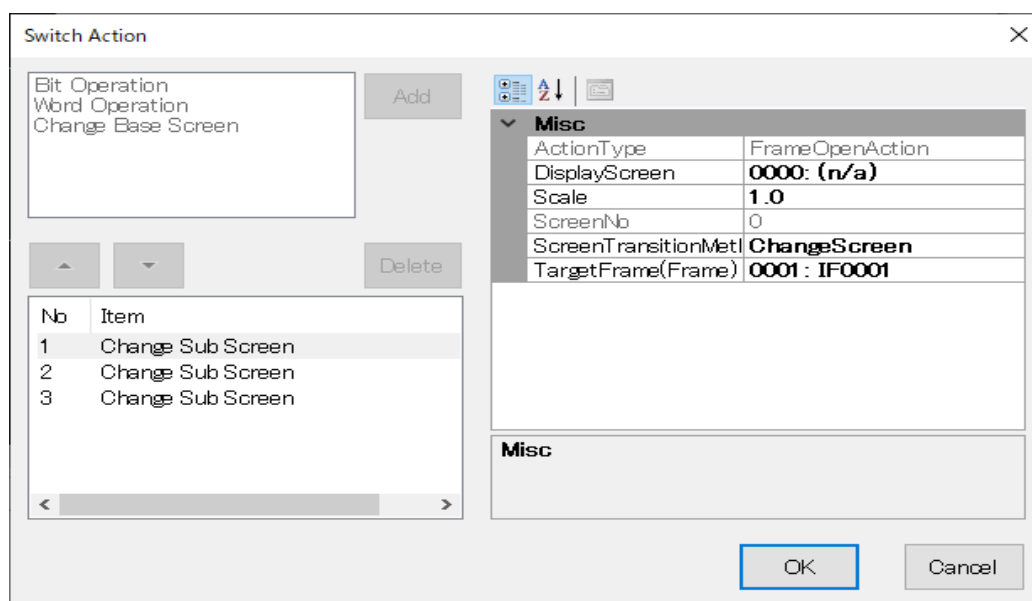 Switch Action
Bit Operation
Word Operation
Change Base Screen
Add
Delete
No Item
1 Change Sub Screen
2 Change Sub Screen
3 Change Sub Screen
Misc
ActionType FrameOpenAction
DisplayScreen 0000: (n/a)
Scale 1.0
ScreenNo 0
ScreenTransitionMetl ChangeScreen
TargetFrame(Frame) 0001 : IF0001
Misc
OK
Cancel